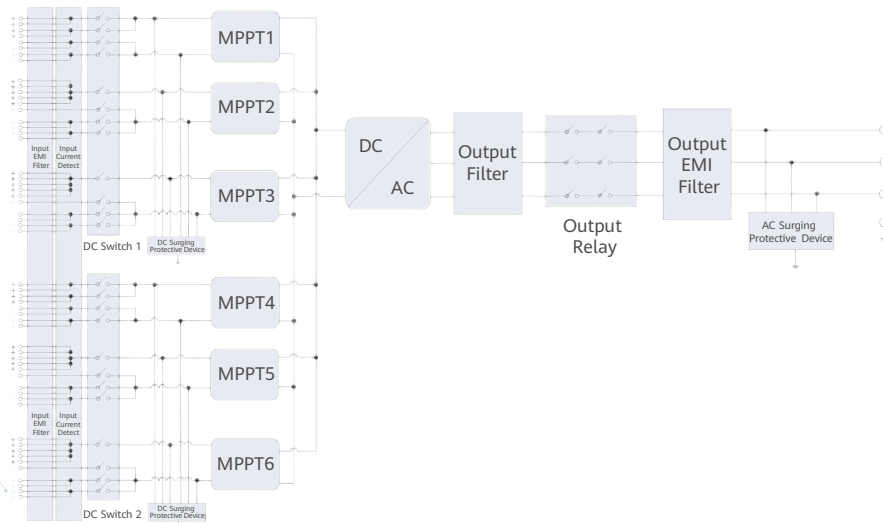 MPPT1
MPPT2
MPPT3
MPPT4
MPPT5
MPPT6
Input
EMI
Filter
Input
Current
Detect
DC Switch 1
DC Surging
Protective Device
Input
EMI
Filter
Input
Current
Detect
DC Switch 2
DC Surging
Protective Device
DC
AC
Output
Filter
Output
Relay
Output
EMI
Filter
AC Surging
Protective Device